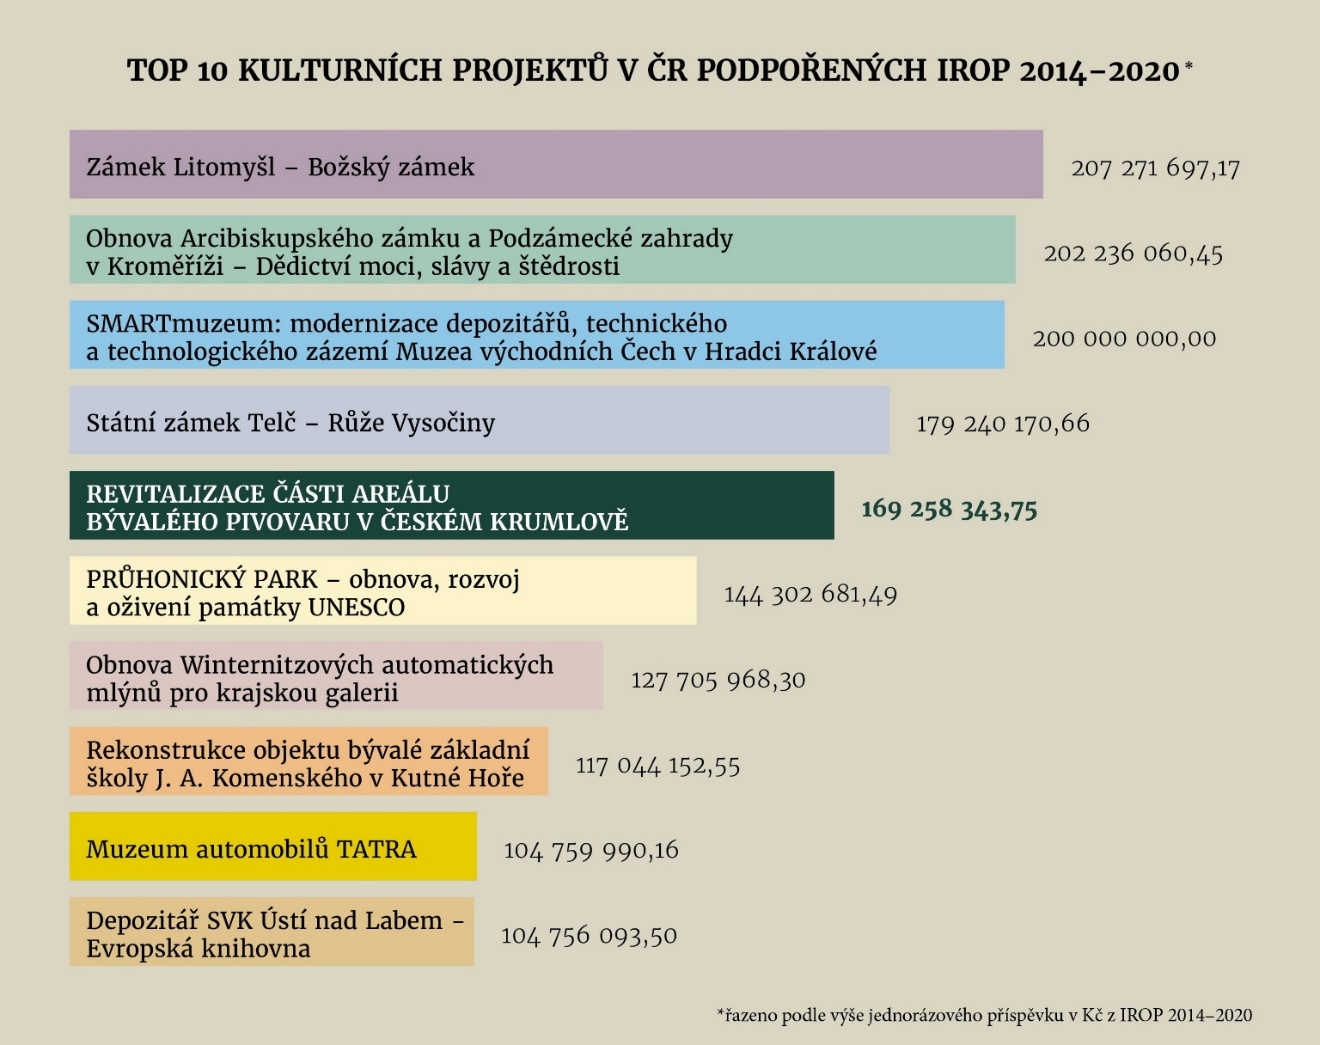 TOP 10 KULTURNÍCH PROJEKTŮ V ČR PODPOŘENÝCH IROP 2014–2020*
Zámek Litomyšl – Božský zámek
207 271 697,17
Obnova Arcibiskupského zámku a Podzámecké zahrady
v Kroměříži – Dědictví moci, slávy a štědrosti
202 236 060,45
SMARTmuzeum: modernizace depozitářů, technického
a technologického zázemí Muzea východních Čech v Hradci Králové
200 000 000,00
Státní zámek Telč – Růže Vysočiny
179 240 170,66
REVITALIZACE ČÁSTI AREÁLU
BÝVALÉHO PIVOVARU V ČESKÉM KRUMLOVĚ
169 258 343,75
PRŮHONICKÝ PARK – obnova, rozvoj
a oživení památky UNESCO
144 302 681,49
Obnova Winternitzových automatických
mlýnů pro krajskou galerii
127 705 968,30
Rekonstrukce objektu bývalé základní
školy J. A. Komenského v Kutné Hoře
117 044 152,55
Muzeum automobilů TATRA
104 759 990,16
Depozitář SVK Ústí nad Labem -
Evropská knihovna
104 756 093,50
*řazeno podle výše jednorázového příspěvku v Kč z IROP 2014–2020